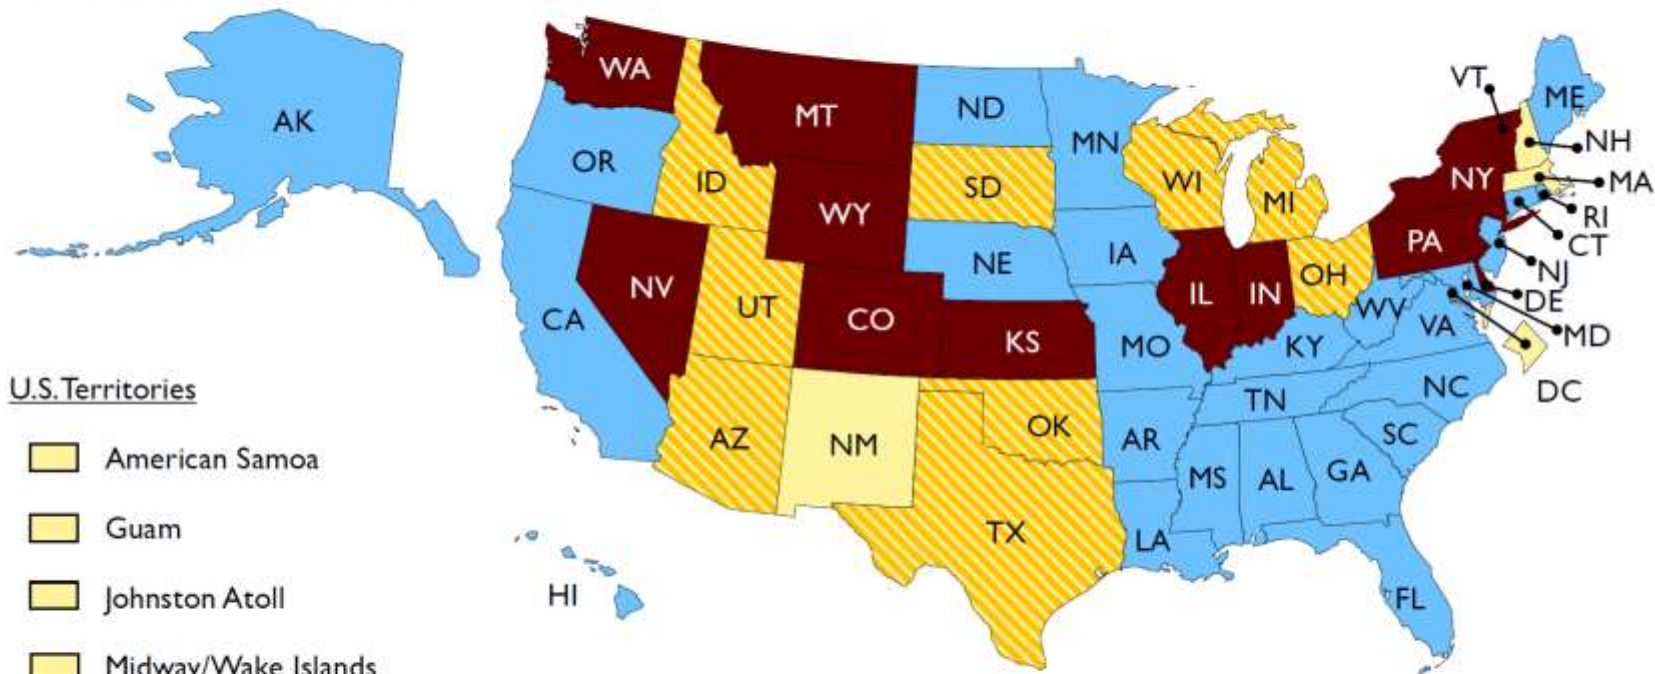 AK
WA
MT
ND
MN
VT
ME
NH
OR
ID
SD
WI
MI
NY
MA
RI
WY
PA
CT
NE
IA
NJ
NV
UT
IL
IN
OH
DE
CA
CO
WV
VA
MD
KS
MO
KY
DC
NC
TN
U.S. Territories
AZ
NM
OK
AR
SC
American Samoa
MS
AL
GA
Guam
TX
LA
Johnston Atoll
HI
FL
Midway/Wake Islands